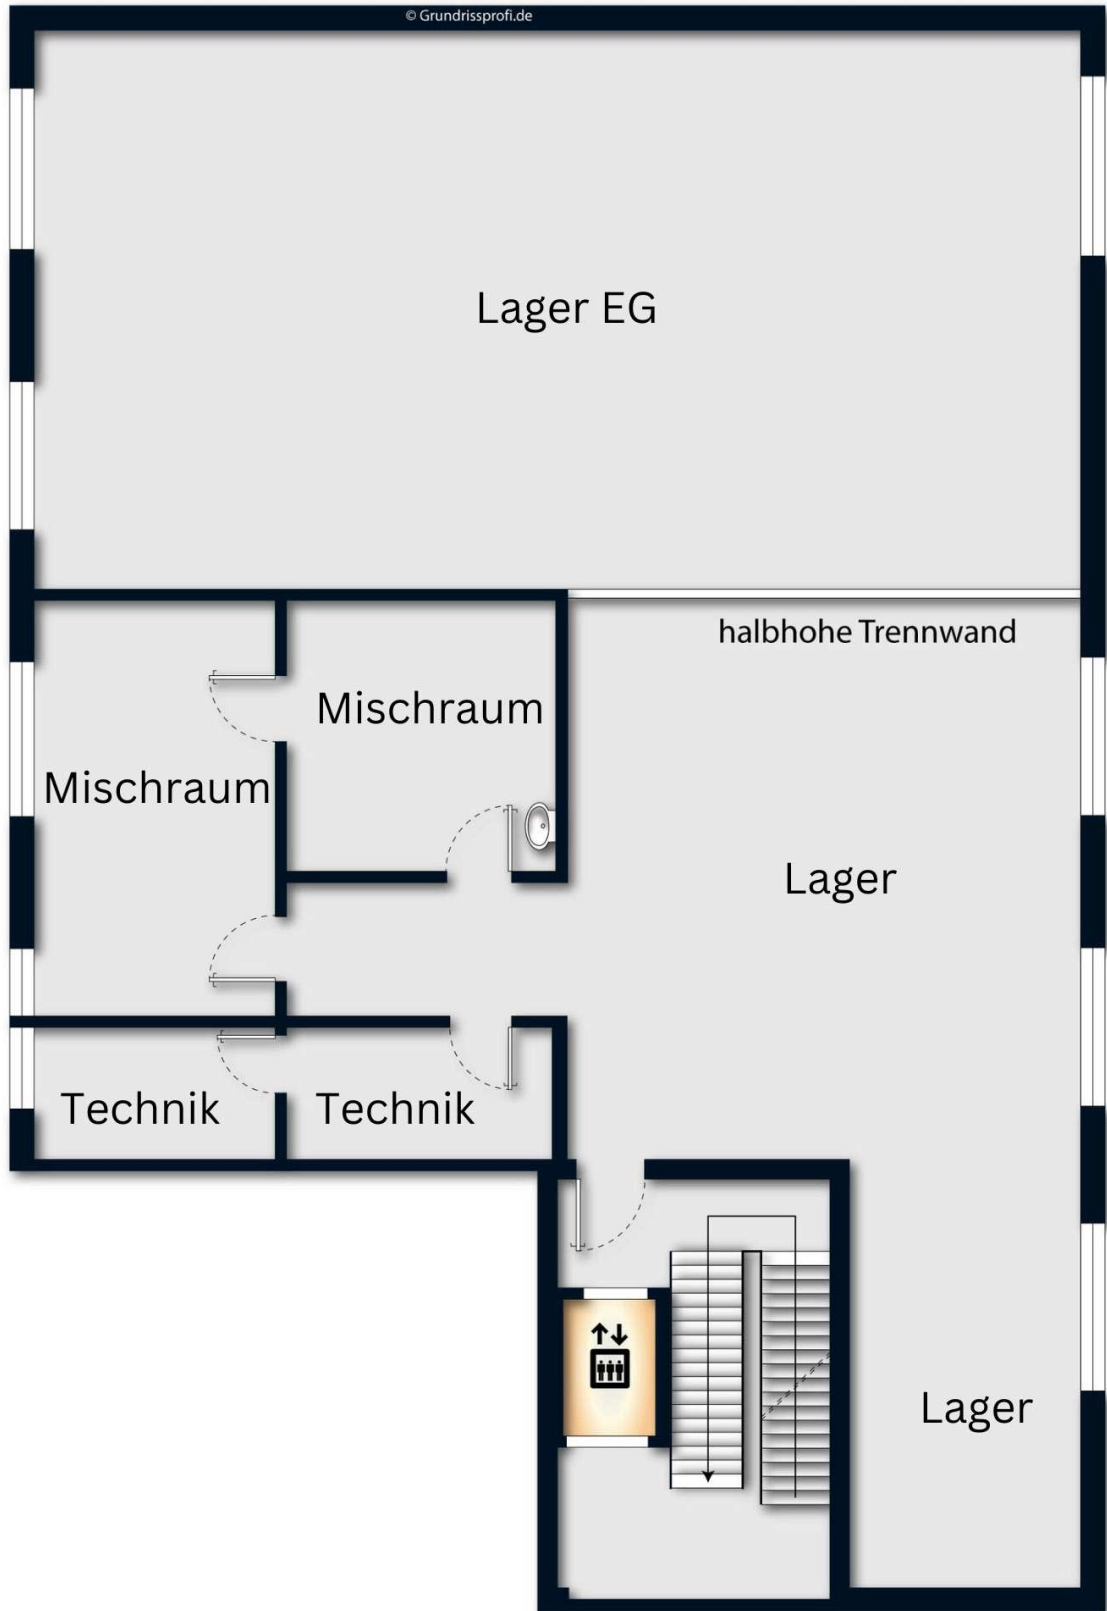 © Grundrissprofi.de
Lager EG
halbhohe Trennwand
Mischraum
Mischraum
Lager
Technik
Technik
Lager